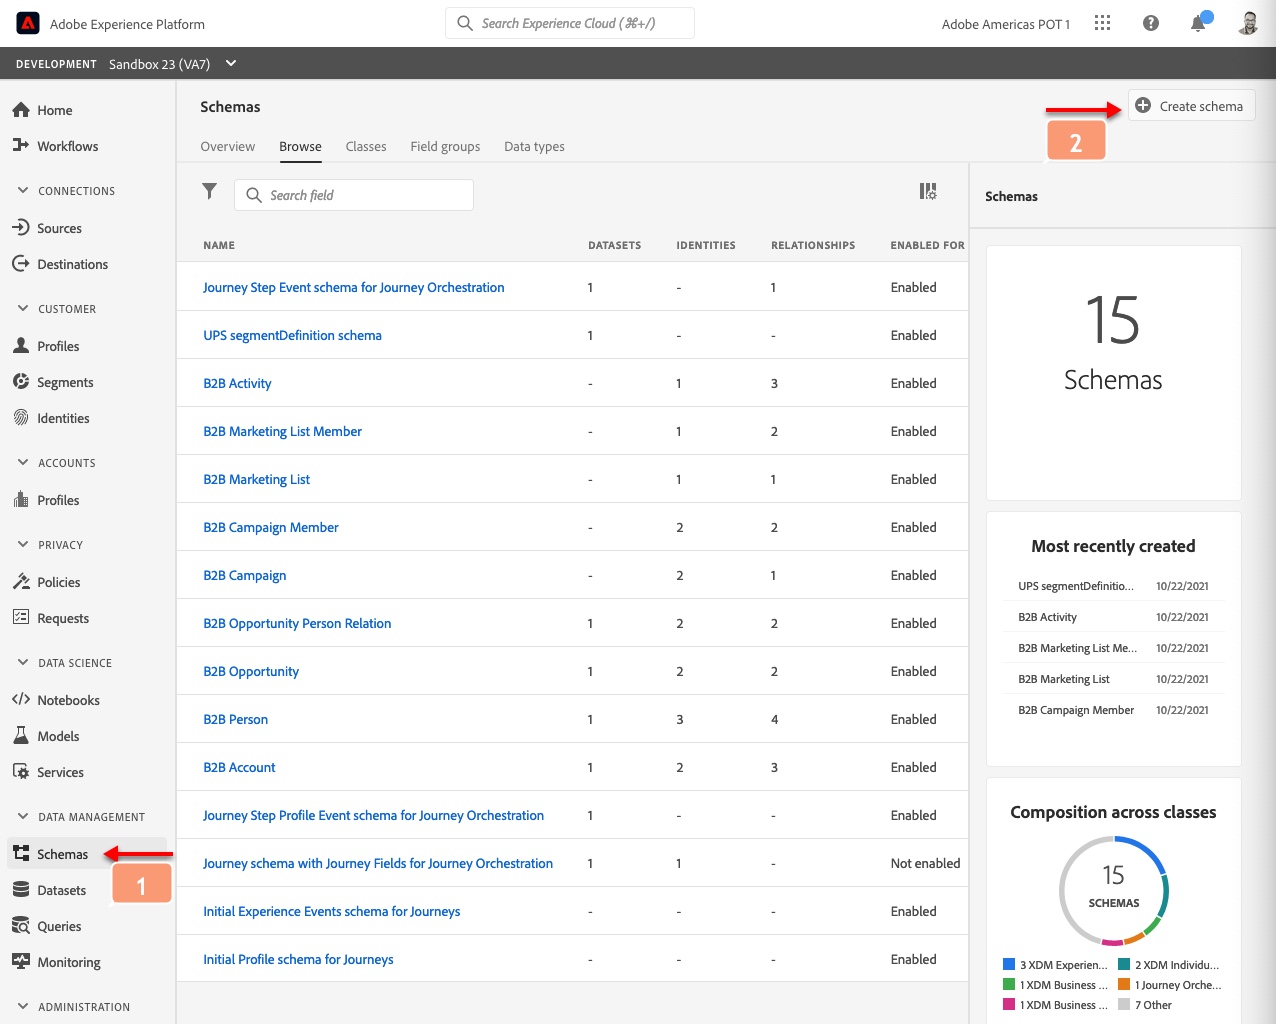 Adobe Experience Platform
Search Experience Cloud (⌘+/)
Adobe Americas POT 1
DEVELOPMENT Sandbox 23 (VA7)
Home
Workflows
CONNECTIONS
Sources
Destinations
CUSTOMER
Profiles
Segments
Identities
ACCOUNTS
Profiles
PRIVACY
Policies
Requests
DATA SCIENCE
Notebooks
Models
Services
DATA MANAGEMENT
Schemas
1
Datasets
Queries
Monitoring
ADMINISTRATION
Schemas
2
Create schema
Overview Browse Classes Field groups Data types
Search field
NAME DATASETS IDENTITIES RELATIONSHIPS ENABLED FOR
Journey Step Event schema for Journey Orchestration 1 - 1 Enabled
UPS segmentDefinition schema 1 - - Enabled
B2B Activity - 1 3 Enabled
B2B Marketing List Member - 1 2 Enabled
B2B Marketing List - 1 1 Enabled
B2B Campaign Member - 2 2 Enabled
B2B Campaign - 2 1 Enabled
B2B Opportunity Person Relation 1 2 2 Enabled
B2B Opportunity 1 2 2 Enabled
B2B Person 1 3 4 Enabled
B2B Account 1 2 3 Enabled
Journey Step Profile Event schema for Journey Orchestration 1 - - Enabled
Journey schema with Journey Fields for Journey Orchestration 1 1 - Not enabled
Initial Experience Events schema for Journeys - - - Enabled
Initial Profile schema for Journeys - - - Enabled
Schemas
15
Schemas
Most recently created
UPS segmentDefinitio... 10/22/2021
B2B Activity 10/22/2021
B2B Marketing List Me... 10/22/2021
B2B Marketing List 10/22/2021
B2B Campaign Member 10/22/2021
Composition across classes
15
SCHEMAS
3 XDM Experien... 2 XDM Individu...
1 XDM Business ... 1 Journey Orche...
1 XDM Business ... 7 Other